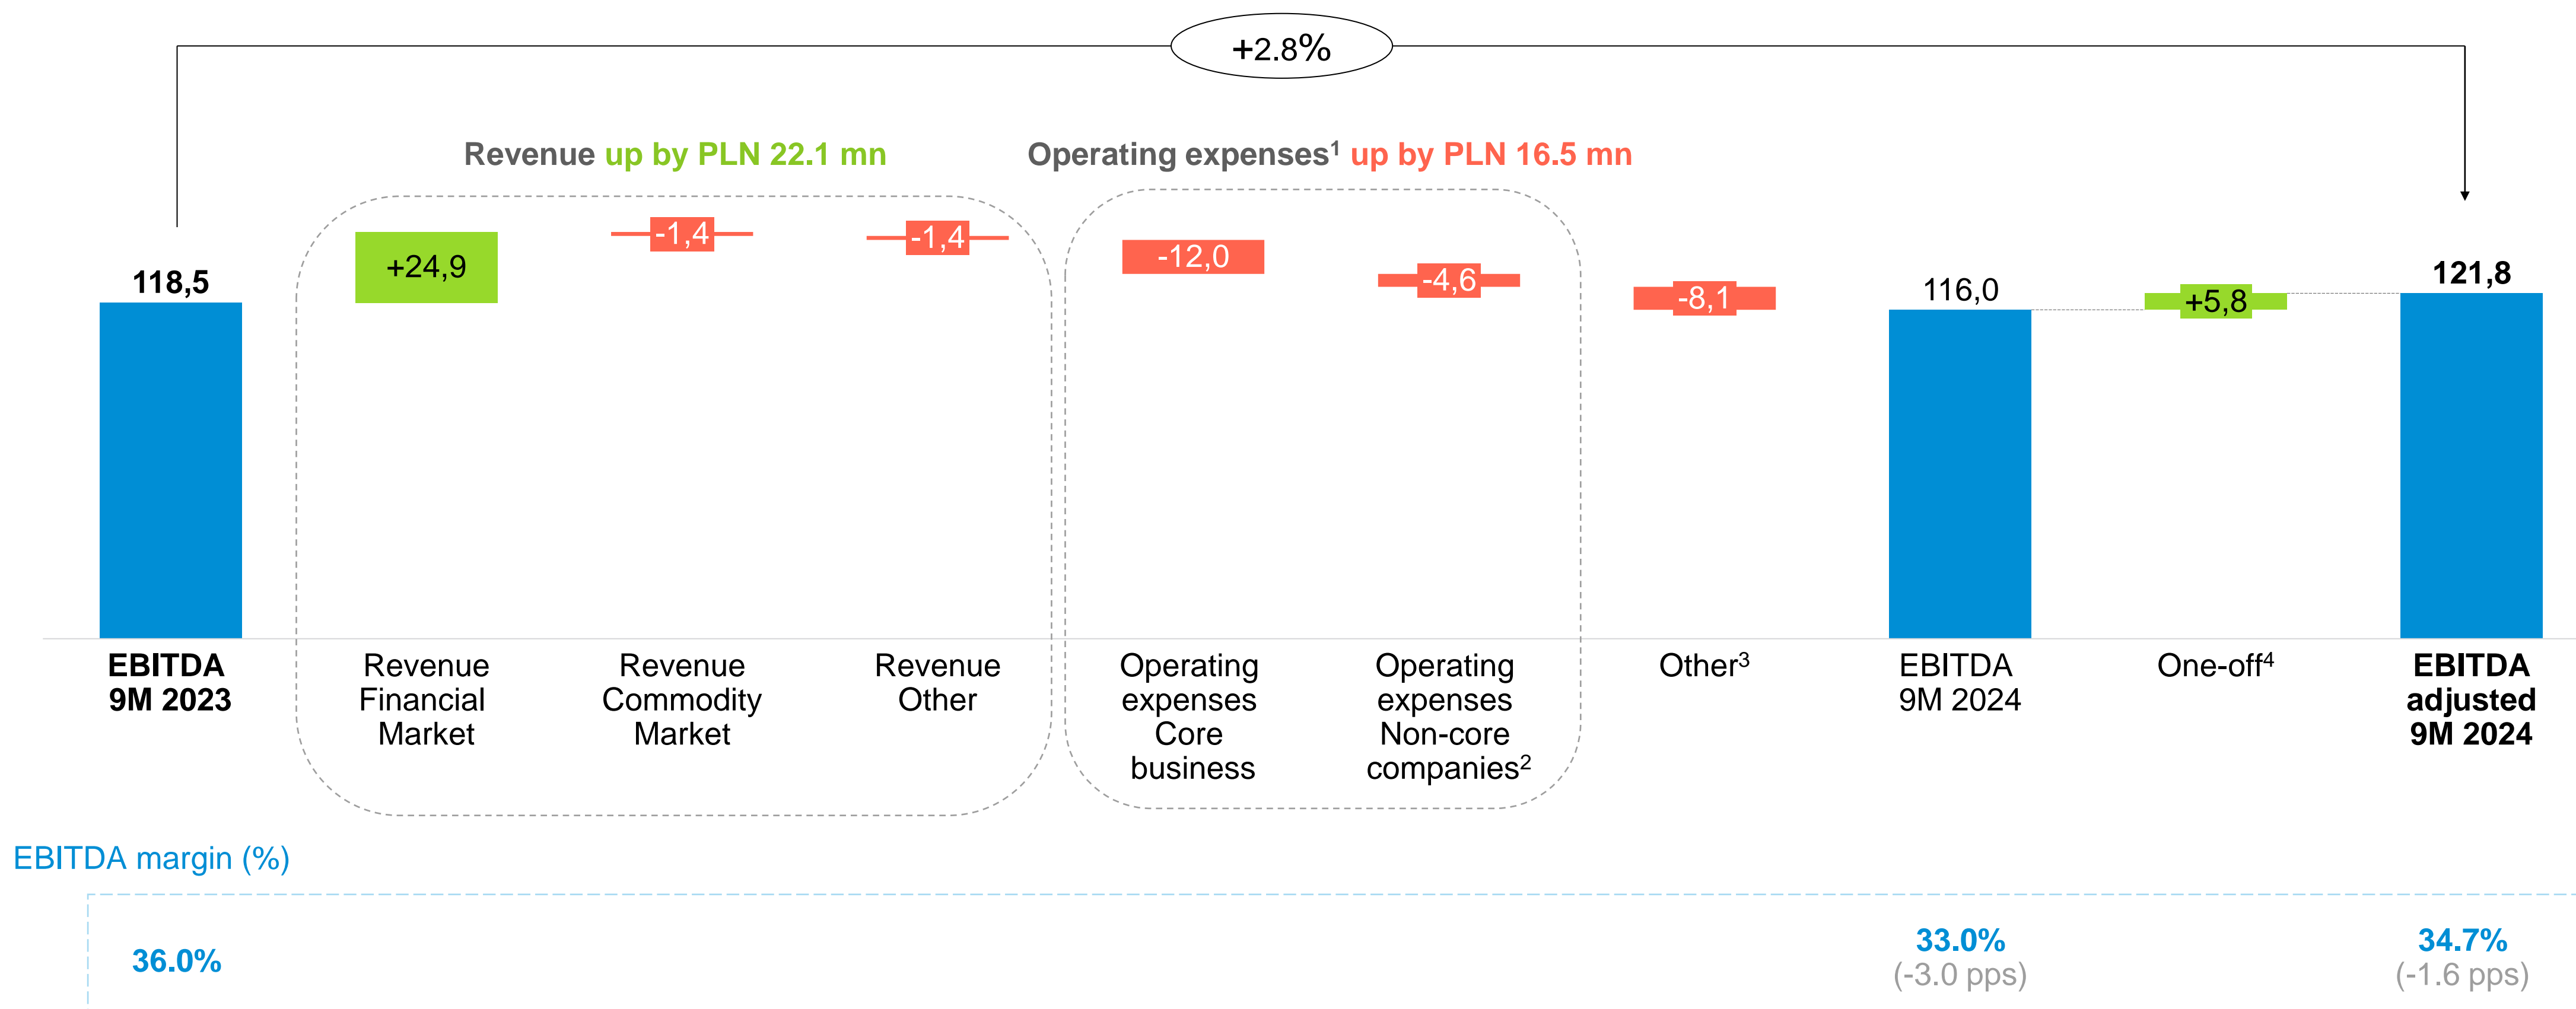 +2.8%
Revenue up by PLN 22.1 mn
Operating expenses¹ up by PLN 16.5 mn
118,5
+24,9
-1,4
-1,4
-12,0
-4,6
-8,1
116,0
+5,8
121,8
EBITDA
9M 2023
Revenue
Financial
Market
Revenue
Commodity
Market
Revenue
Other
Operating
expenses
Core
business
Operating
expenses
Non-core
companies²
Other³
EBITDA
9M 2024
One-off⁴
EBITDA
adjusted
9M 2024
EBITDA margin (%)
36.0%
33.0%
(-3.0 pps)
34.7%
(-1.6 pps)